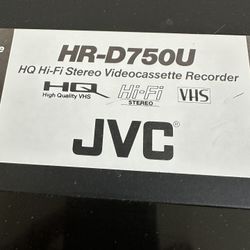 HR-D750U
HQ Hi-Fi Stereo Videocassette Recorder
HQ Hi-Fi VHS
High Quality VHS STEREO
JVC®